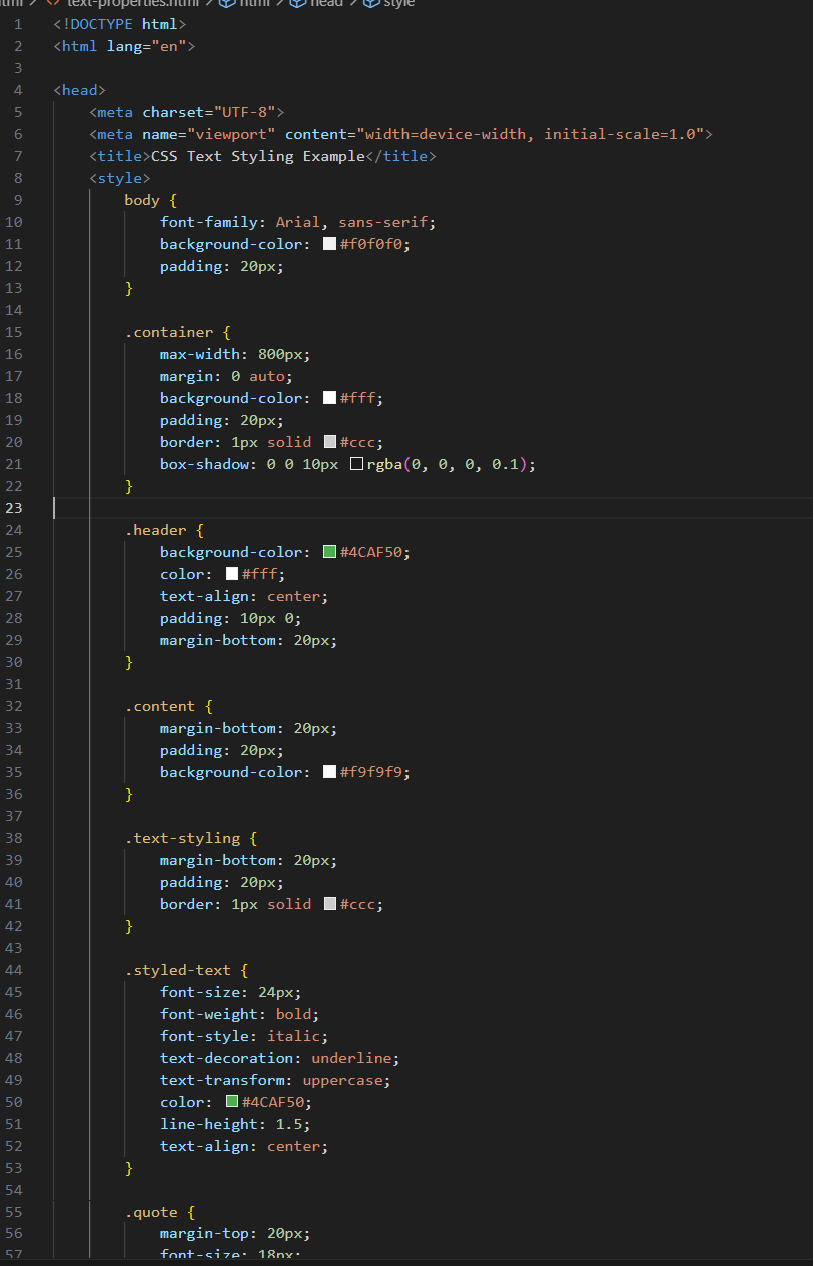 text-properties.html > html > head > style
1 <!DOCTYPE html>
2 <html lang="en">
3
4 <head>
5     <meta charset="UTF-8">
6     <meta name="viewport" content="width=device-width, initial-scale=1.0">
7     <title>CSS Text Styling Example</title>
8     <style>
9         body {
10             font-family: Arial, sans-serif;
11             background-color: #f0f0f0;
12             padding: 20px;
13         }
14
15         .container {
16             max-width: 800px;
17             margin: 0 auto;
18             background-color: #fff;
19             padding: 20px;
20             border: 1px solid #ccc;
21             box-shadow: 0 0 10px rgba(0, 0, 0, 0.1);
22         }
23
24         .header {
25             background-color: #4CAF50;
26             color: #fff;
27             text-align: center;
28             padding: 10px 0;
29             margin-bottom: 20px;
30         }
31
32         .content {
33             margin-bottom: 20px;
34             padding: 20px;
35             background-color: #f9f9f9;
36         }
37
38         .text-styling {
39             margin-bottom: 20px;
40             padding: 20px;
41             border: 1px solid #ccc;
42         }
43
44         .styled-text {
45             font-size: 24px;
46             font-weight: bold;
47             font-style: italic;
48             text-decoration: underline;
49             text-transform: uppercase;
50             color: #4CAF50;
51             line-height: 1.5;
52             text-align: center;
53         }
54
55         .quote {
56             margin-top: 20px;
57             font-size: 18px;